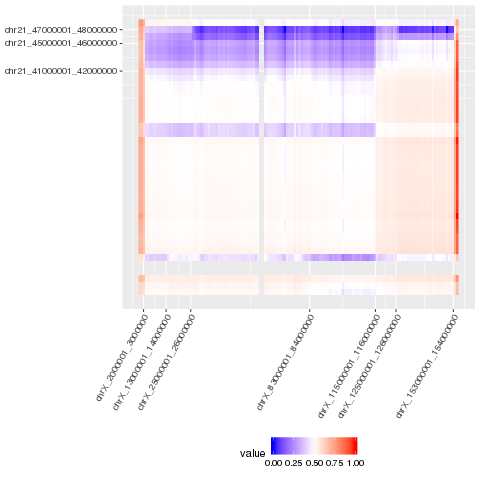 chr21_47000001_48000000
chr21_45000001_46000000
chr21_41000001_42000000
chrX_2000001_3000000
chrX_13000001_14000000
chrX_25000001_26000000
chrX_83000001_84000000
chrX_115000001_116000000
chrX_125000001_126000000
chrX_153000001_154000000
value
0.00 0.25 0.50 0.75 1.00